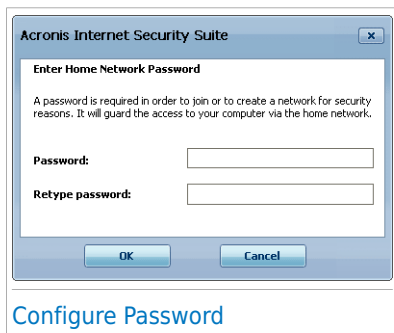 Acronis Internet Security Suite
Enter Home Network Password
A password is required in order to join or to create a network for security
reasons. It will guard the access to your computer via the home network.
Password:
Retype password:
OK Cancel
Configure Password